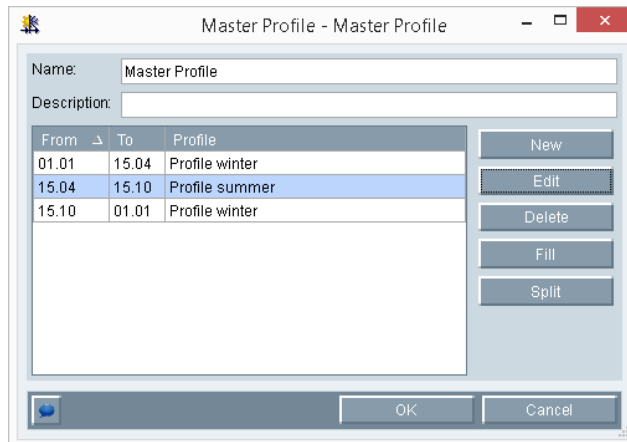 Master Profile - Master Profile
Name: Master Profile
Description:
From To Profile
New
01.01 15.04 Profile winter
15.04 15.10 Profile summer
Edit
15.10 01.01 Profile winter
Delete
Fill
Split
OK Cancel